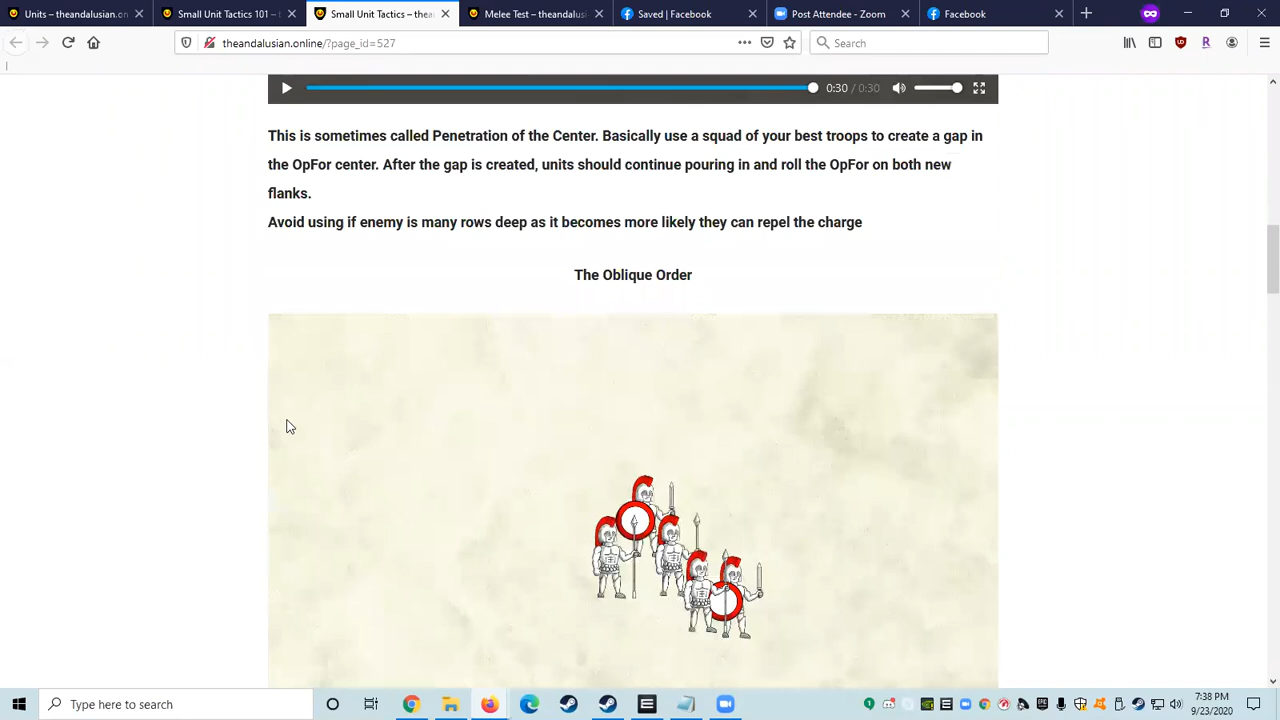 Units – theandalusian.on
Small Unit Tactics 101 – t
Small Unit Tactics – thea
Melee Test – theandalusi
Saved | Facebook
Post Attendee - Zoom
Facebook
theandalusian.online/?page_id=527
Search
0:30 / 0:30
This is sometimes called Penetration of the Center. Basically use a squad of your best troops to create a gap in
the OpFor center. After the gap is created, units should continue pouring in and roll the OpFor on both new
flanks.
Avoid using if enemy is many rows deep as it becomes more likely they can repel the charge
The Oblique Order
Type here to search
7:38 PM
9/23/2020